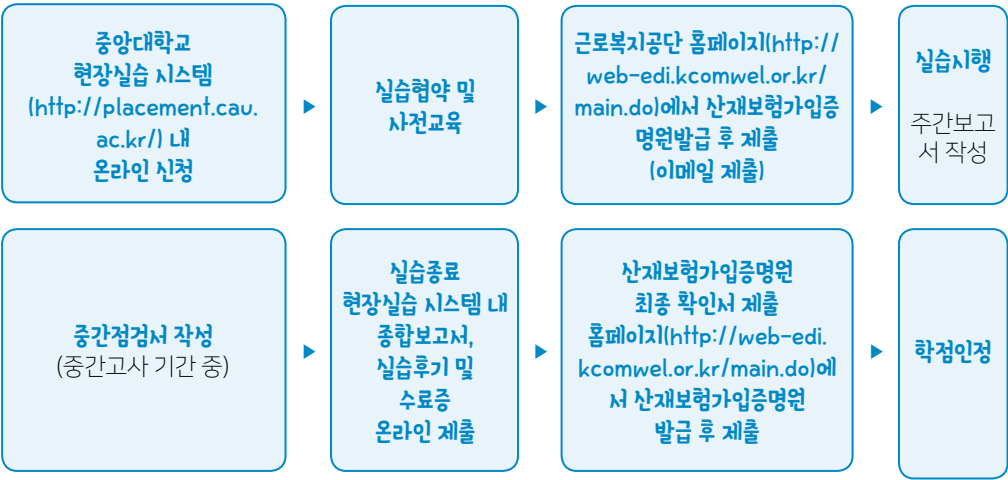 중앙대학교
현장실습 시스템
(http://placement.cau.
ac.kr/) 내
온라인 신청
▶
실습협약 및
사전교육
▶
근로복지공단 홈페이지(http://
web-edi.kcomwel.or.kr/
main.do)에서 산재보험가입증
명원발급 후 제출
(이메일 제출)
▶
실습시행
주간보고
서 작성
중간점검서 작성
(중간고사 기간 중)
▶
실습종료
현장실습 시스템 내
종합보고서,
실습후기 및
수료증
온라인 제출
▶
산재보험가입증명원
최종 확인서 제출
홈페이지(http://web-edi.
kcomwel.or.kr/main.do)에
서 산재보험가입증명원
발급 후 제출
▶
학점인정